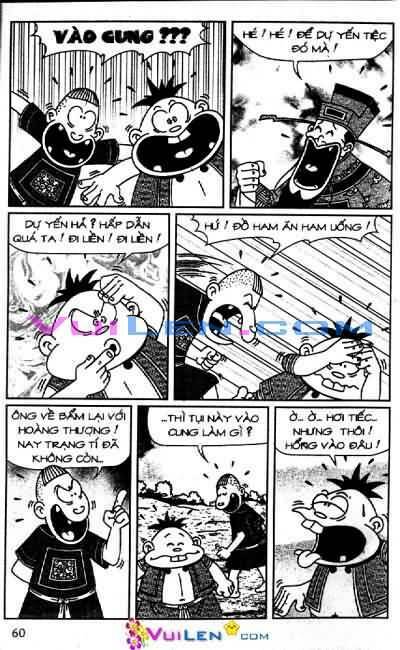 VÀO CUNG ???
HÉ ! HÉ ! ĐỂ DỰ YẾN TIỆC
ĐÓ MÀ !
DỰ YẾN HẢ ? HẤP DẪN
QUÁ TA ! ĐI LIỀN ! ĐI LIỀN !
HỨ ! ĐỒ HAM ĂN HAM UỐNG !
VuiLen.com
ÔNG VỀ BẨM LẠI VỚI
HOÀNG THƯỢNG !
NAY TRẠNG TÍ ĐÃ
KHÔNG CÒN...
...THÌ TỤI NÀY VÀO
CUNG LÀM GÌ ?
Ờ.. Ờ.. HƠI TIẾC...
NHƯNG THÔI !
HỔNG VÀO ĐÂU !
60
VuiLen.com